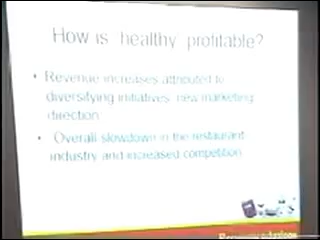 How is healthy profitable?
• Revenue increases attributed to
diversifying initiatives, new marketing
direction
• Overall slowdown in the restaurant
industry and increased competition